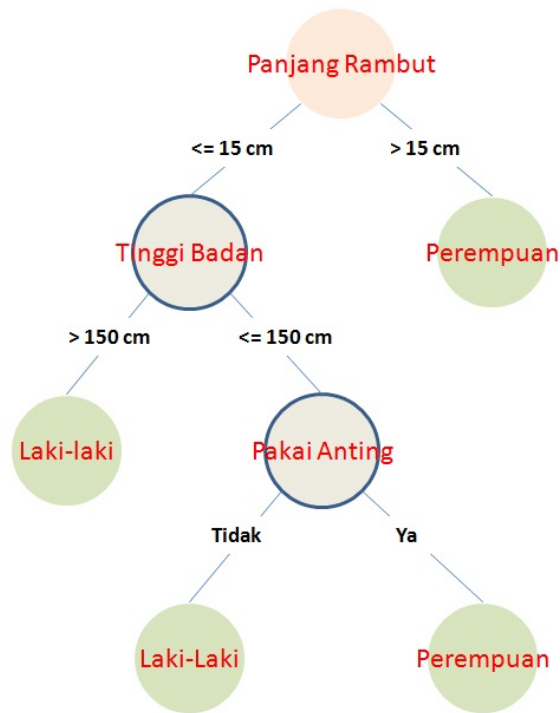 Panjang Rambut
<= 15 cm
> 15 cm
Tinggi Badan
Perempuan
> 150 cm
<= 150 cm
Laki-laki
Pakai Anting
Tidak
Ya
Laki-Laki
Perempuan